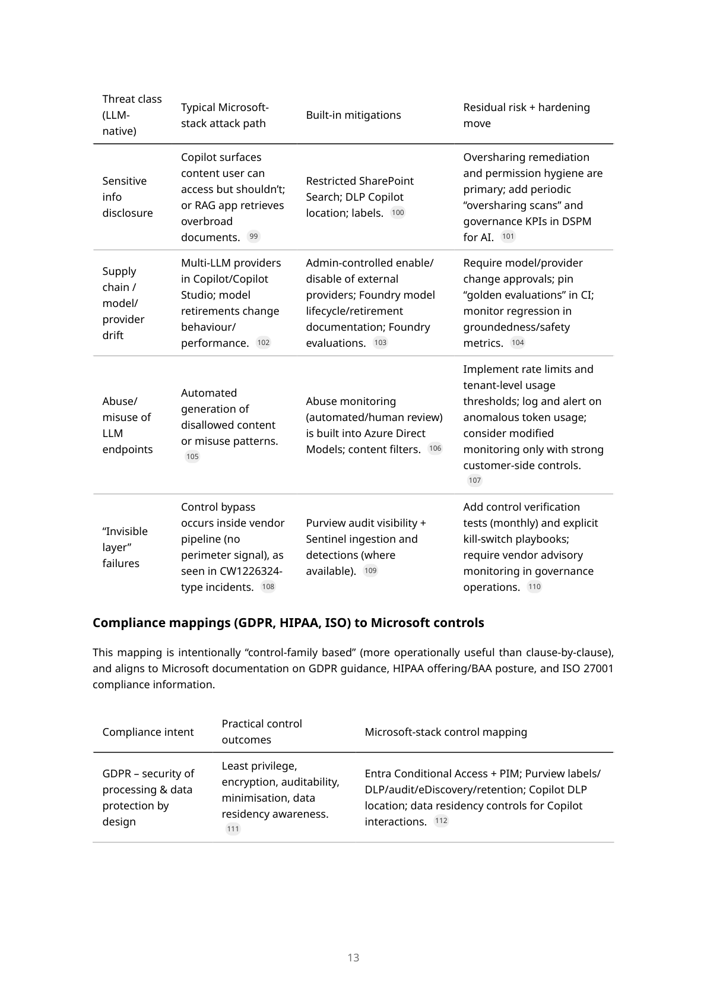 Threat class
(LLM-
native)
Typical Microsoft-
stack attack path
Built-in mitigations
Residual risk + hardening
move
Sensitive
info
disclosure
Copilot surfaces
content user can
access but shouldn’t;
or RAG app retrieves
overbroad
documents. 99
Restricted SharePoint
Search; DLP Copilot
location; labels. 100
Oversharing remediation
and permission hygiene are
primary; add periodic
“oversharing scans” and
governance KPIs in DSPM
for AI. 101
Supply
chain /
model/
provider
drift
Multi-LLM providers
in Copilot/Copilot
Studio; model
retirements change
behaviour/
performance. 102
Admin-controlled enable/
disable of external
providers; Foundry model
lifecycle/retirement
documentation; Foundry
evaluations. 103
Require model/provider
change approvals; pin
“golden evaluations” in CI;
monitor regression in
groundedness/safety
metrics. 104
Abuse/
misuse of
LLM
endpoints
Automated
generation of
disallowed content
or misuse patterns.
105
Abuse monitoring
(automated/human review)
is built into Azure Direct
Models; content filters. 106
Implement rate limits and
tenant-level usage
thresholds; log and alert on
anomalous token usage;
consider modified
monitoring only with strong
customer-side controls.
107
“Invisible
layer”
failures
Control bypass
occurs inside vendor
pipeline (no
perimeter signal), as
seen in CW1226324-
type incidents. 108
Purview audit visibility +
Sentinel ingestion and
detections (where
available). 109
Add control verification
tests (monthly) and explicit
kill-switch playbooks;
require vendor advisory
monitoring in governance
operations. 110
Compliance mappings (GDPR, HIPAA, ISO) to Microsoft controls
This mapping is intentionally “control-family based” (more operationally useful than clause-by-clause),
and aligns to Microsoft documentation on GDPR guidance, HIPAA offering/BAA posture, and ISO 27001
compliance information.
Compliance intent
Practical control
outcomes
Microsoft-stack control mapping
GDPR – security of
processing & data
protection by
design
Least privilege,
encryption, auditability,
minimisation, data
residency awareness.
111
Entra Conditional Access + PIM; Purview labels/
DLP/audit/eDiscovery/retention; Copilot DLP
location; data residency controls for Copilot
interactions. 112
13